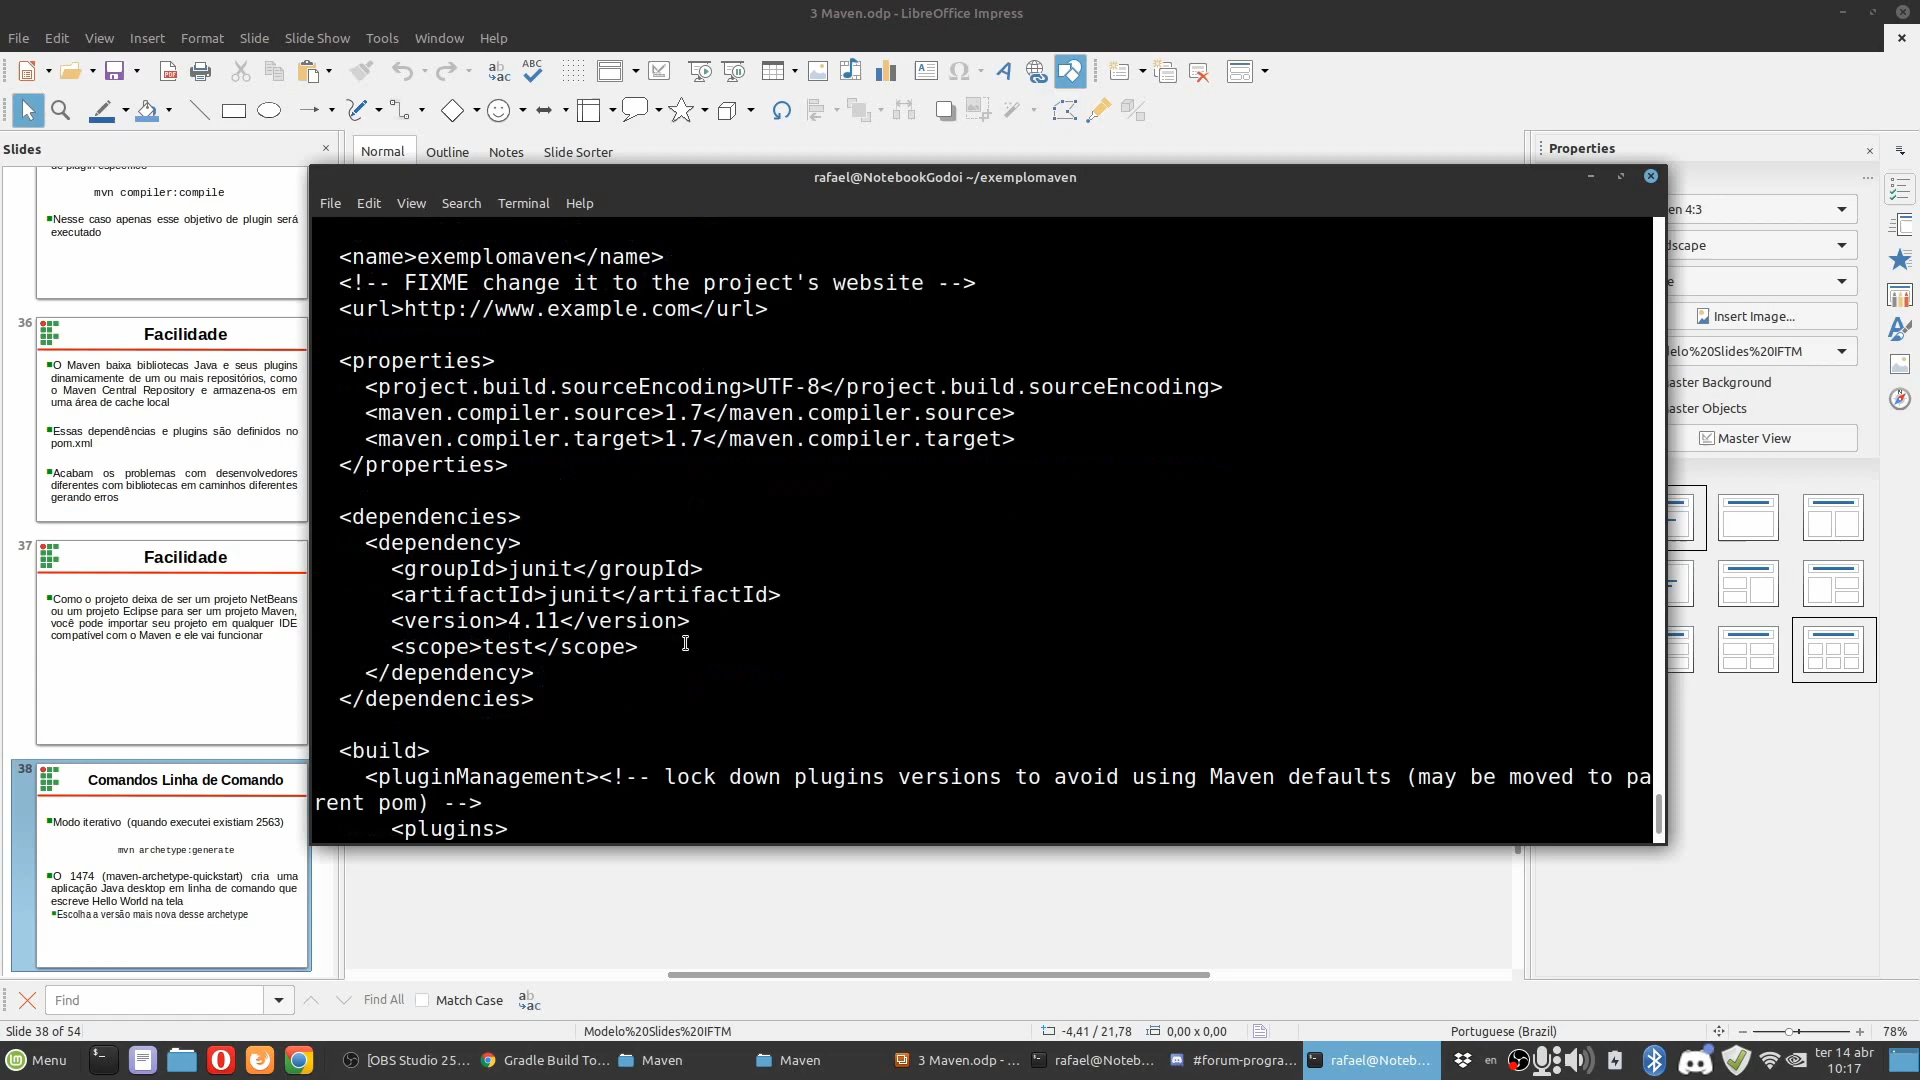 3 Maven.odp - LibreOffice Impress
File Edit View Insert Format Slide Slide Show Tools Window Help
Slides
Normal Outline Notes Slide Sorter
Properties
mvn compiler:compile
Nesse caso apenas esse objetivo de plugin será
executado
36
Facilidade
O Maven baixa bibliotecas Java e seus plugins
dinamicamente de um ou mais repositórios, como
o Maven Central Repository e armazena-os em
uma área de cache local
Essas dependências e plugins são definidos no
pom.xml
Acabam os problemas com desenvolvedores
diferentes com bibliotecas em caminhos diferentes
gerando erros
37
Facilidade
Como o projeto deixa de ser um projeto NetBeans
ou um projeto Eclipse para ser um projeto Maven,
você pode importar seu projeto em qualquer IDE
compatível com o Maven e ele vai funcionar
38
Comandos Linha de Comando
Modo iterativo (quando executei existiam 2563)
mvn archetype:generate
O 1474 (maven-archetype-quickstart) cria uma
aplicação Java desktop em linha de comando que
escreve Hello World na tela
Escolha a versão mais nova desse archetype
rafael@NotebookGodoi ~/exemplomaven
File Edit View Search Terminal Help
<name>exemplomaven</name>
<!-- FIXME change it to the project's website -->
<url>http://www.example.com</url>
<properties>
<project.build.sourceEncoding>UTF-8</project.build.sourceEncoding>
<maven.compiler.source>1.7</maven.compiler.source>
<maven.compiler.target>1.7</maven.compiler.target>
</properties>
<dependencies>
<dependency>
<groupId>junit</groupId>
<artifactId>junit</artifactId>
<version>4.11</version>
<scope>test</scope>
</dependency>
</dependencies>
<build>
<pluginManagement><!-- lock down plugins versions to avoid using Maven defaults (may be moved to pa
rent pom) -->
<plugins>
en 4:3
dscape
e
Insert Image...
delo%20Slides%20IFTM
aster Background
aster Objects
Master View
Find Find All Match Case
Slide 38 of 54 Modelo%20Slides%20IFTM -4,41 / 21,78 0,00 x 0,00 Portuguese (Brazil) 78%
Menu [OBS Studio 25... Gradle Build To... Maven Maven 3 Maven.odp - ... rafael@Noteb... #forum-progra... rafael@Noteb... en ter 14 abr
10:17